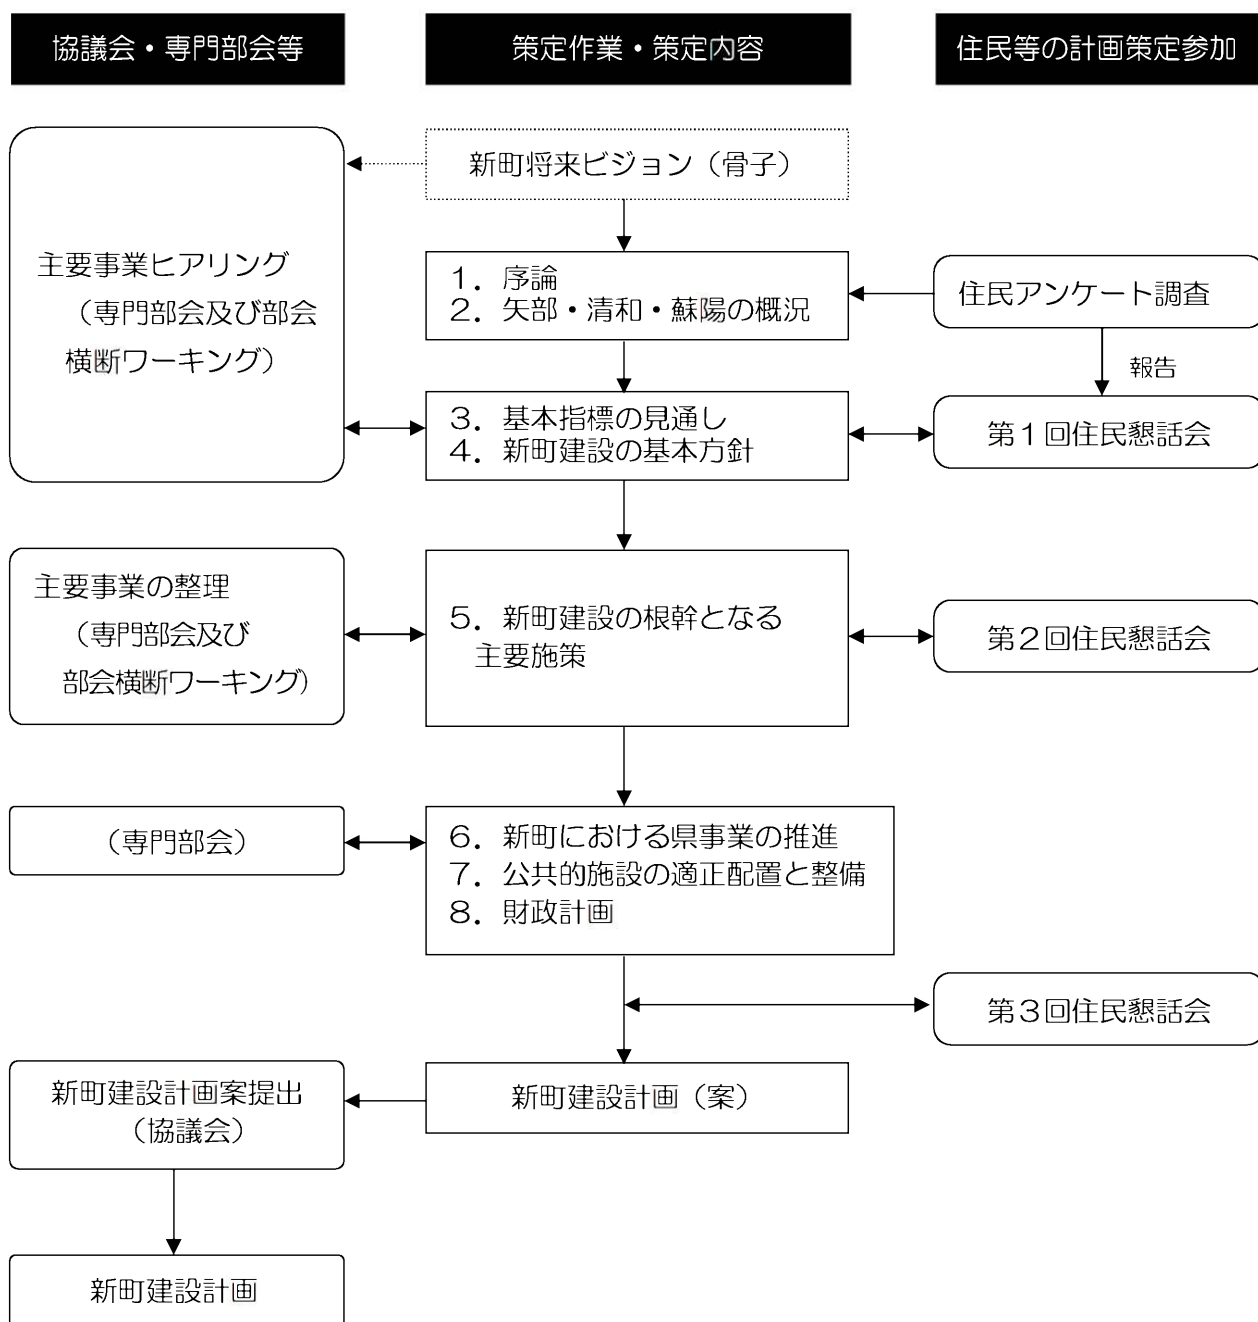 協議会・専門部会等
策定作業・策定内容
住民等の計画策定参加
新町将来ビジョン（骨子）
主要事業ヒアリング
（専門部会及び部会
横断ワーキング）
１．序論
２．矢部・清和・蘇陽の概況
住民アンケート調査
報告
３．基本指標の見通し
４．新町建設の基本方針
第１回住民懇話会
主要事業の整理
（専門部会及び
部会横断ワーキング）
５．新町建設の根幹となる
主要施策
第２回住民懇話会
（専門部会）
６．新町における県事業の推進
７．公共的施設の適正配置と整備
８．財政計画
第３回住民懇話会
新町建設計画案提出
（協議会）
新町建設計画（案）
新町建設計画